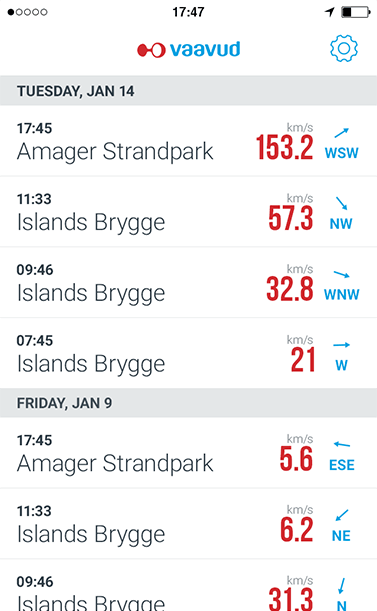 17:47
vaavud
TUESDAY, JAN 14
17:45
km/s
Amager Strandpark 153.2 WSW
11:33
km/s
Islands Brygge 57.3 NW
09:46
km/s
Islands Brygge 32.8 WNW
07:45
km/s
Islands Brygge 21 W
FRIDAY, JAN 9
17:45
km/s
Amager Strandpark 5.6 ESE
11:33
km/s
Islands Brygge 6.2 NE
09:46
km/s
Islands Brygge 31.3 N